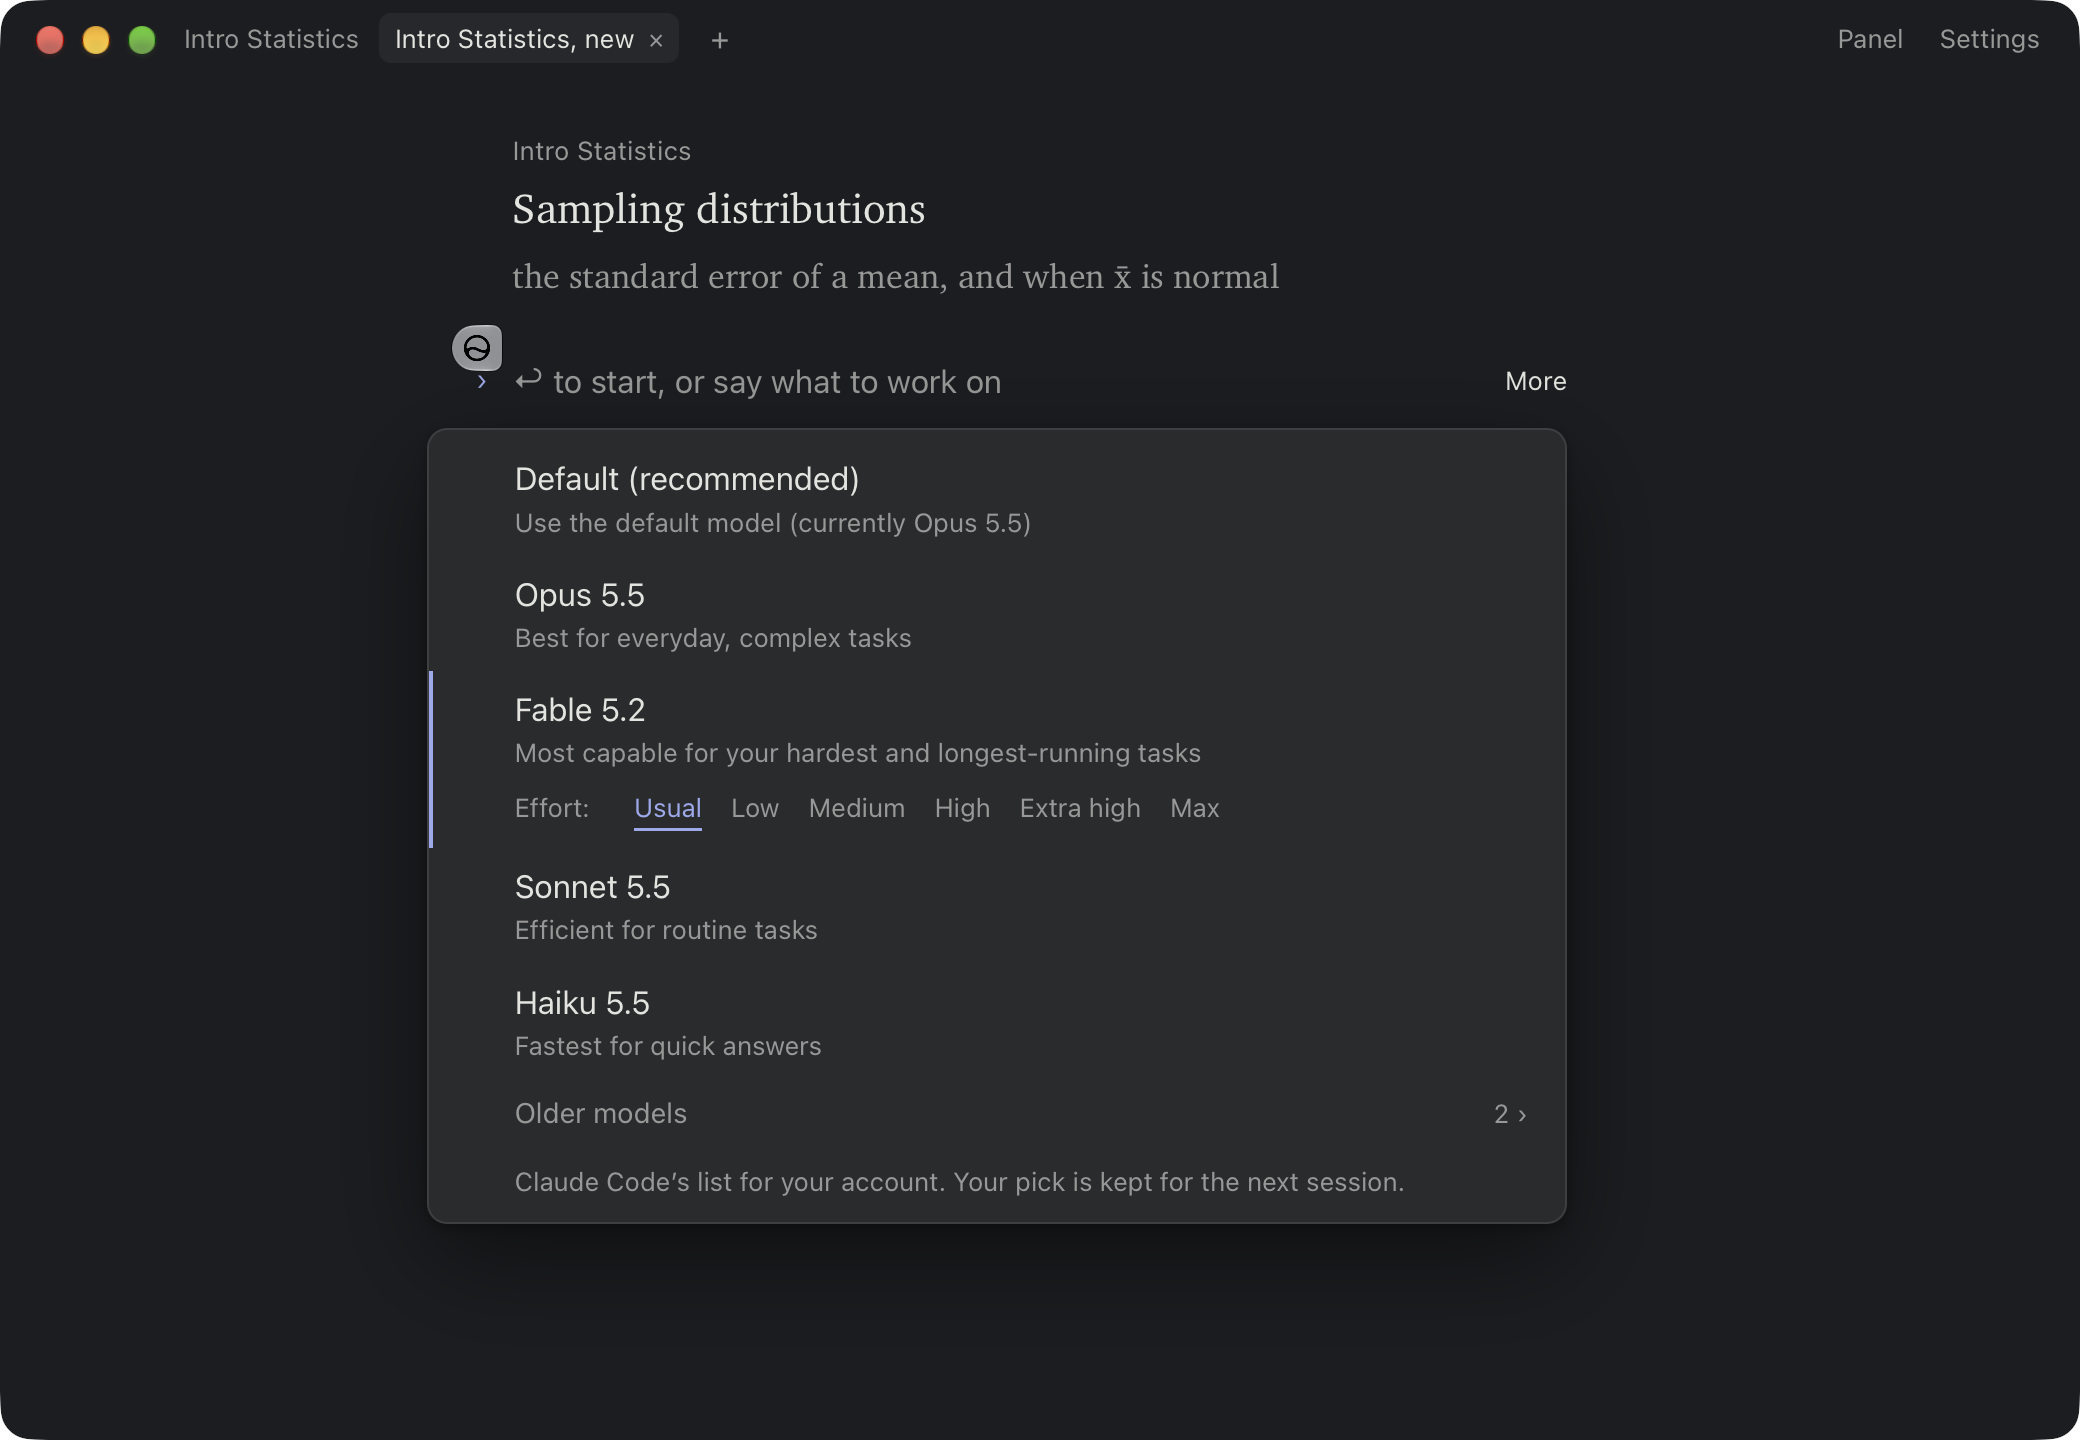 Intro Statistics
Intro Statistics, new ×
+
Panel
Settings
Intro Statistics
Sampling distributions
the standard error of a mean, and when x̄ is normal
› ↩ to start, or say what to work on
More
Default (recommended)
Use the default model (currently Opus 5.5)
Opus 5.5
Best for everyday, complex tasks
Fable 5.2
Most capable for your hardest and longest-running tasks
Effort: Usual Low Medium High Extra high Max
Sonnet 5.5
Efficient for routine tasks
Haiku 5.5
Fastest for quick answers
Older models 2 ›
Claude Code’s list for your account. Your pick is kept for the next session.